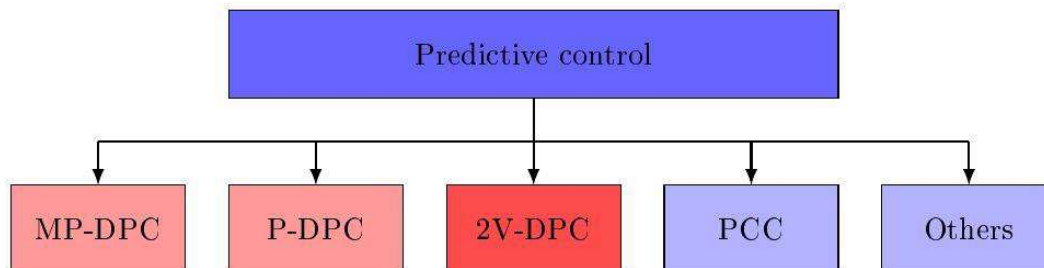 Predictive control
MP-DPC
P-DPC
2V-DPC
PCC
Others